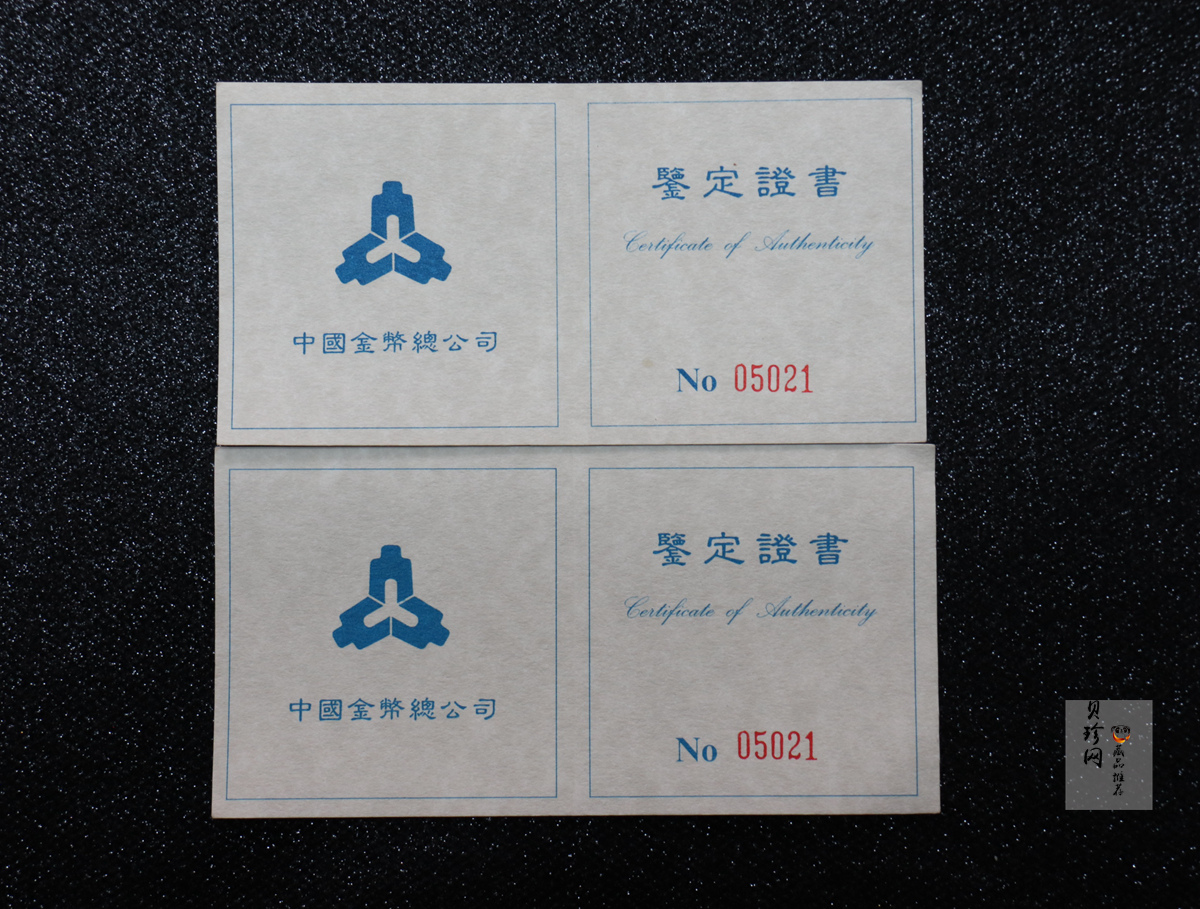 中國金幣總公司
鑒定證書
Certificate of Authenticity
No 05021
中國金幣總公司
鑒定證書
Certificate of Authenticity
No 05021
贝珍网
藏品推荐